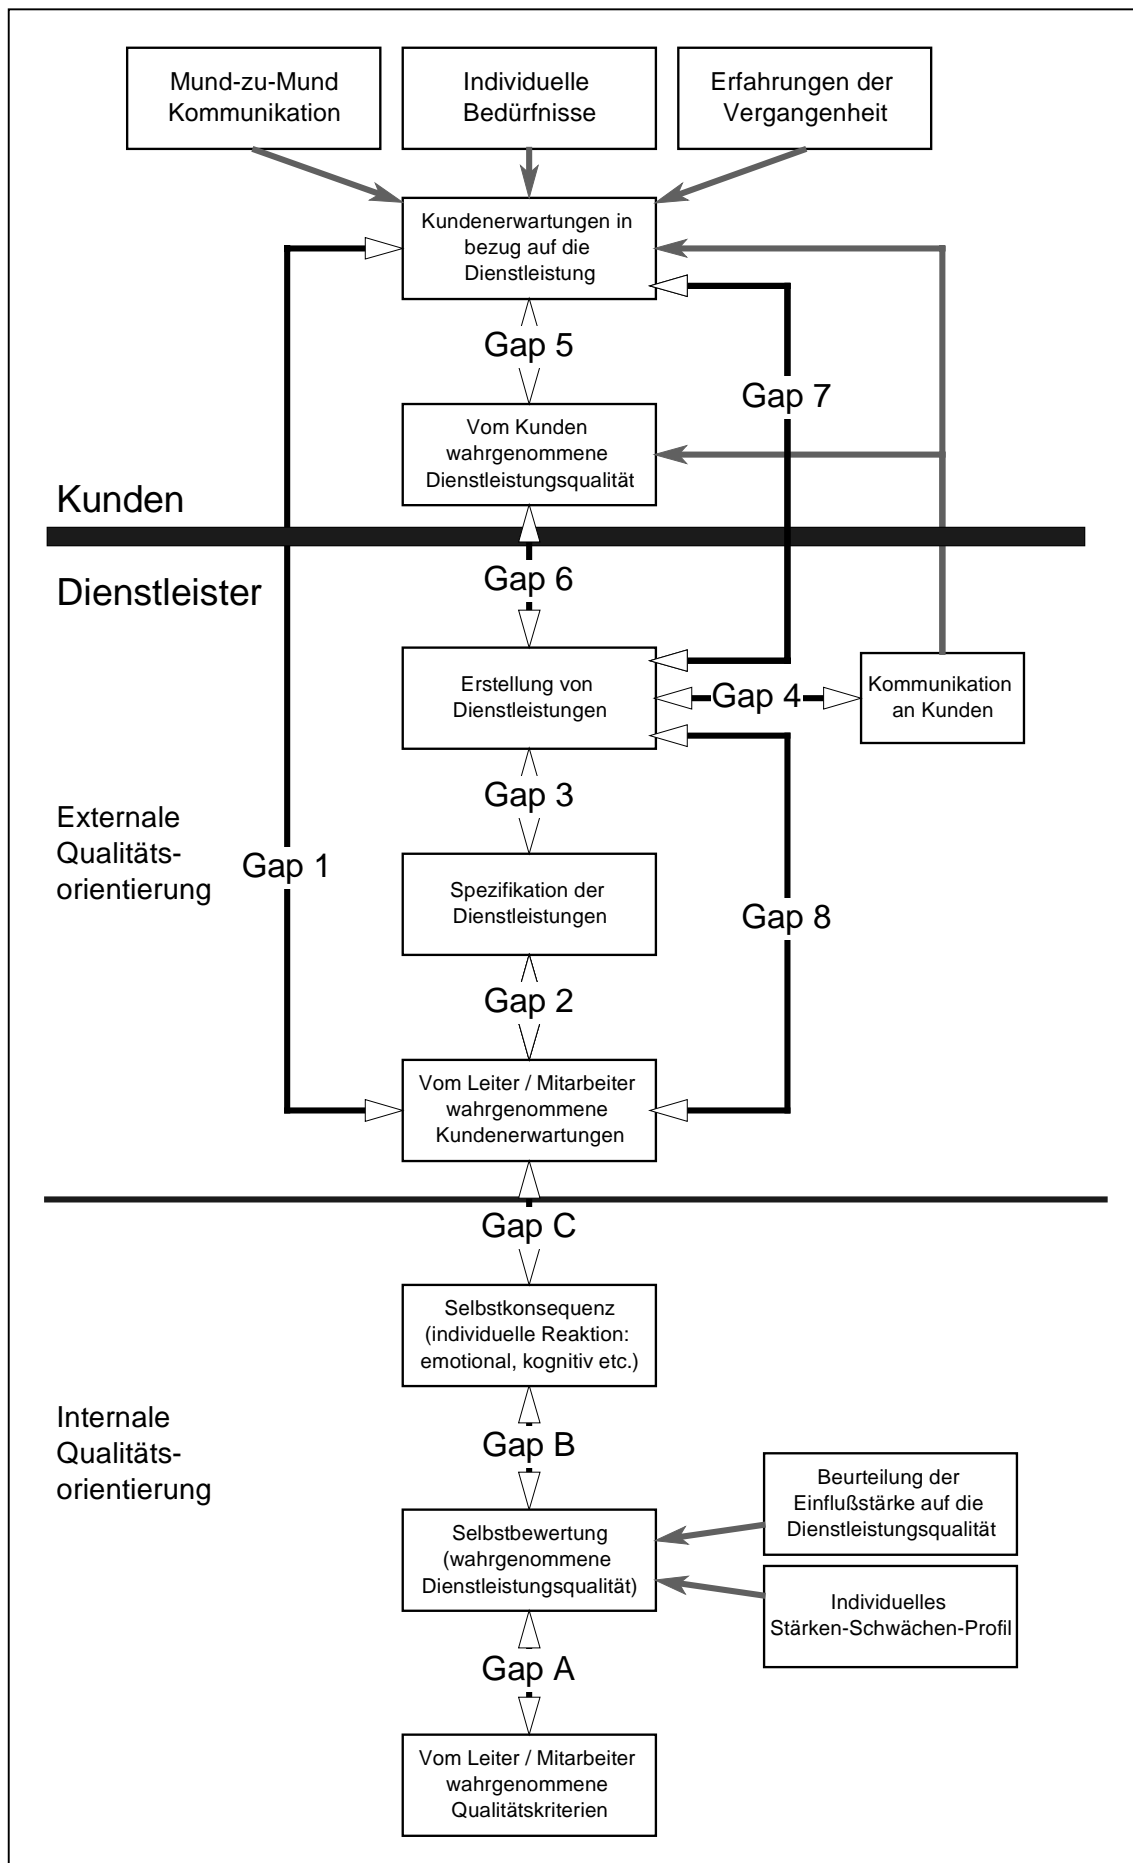 Mund-zu-Mund
Kommunikation
Individuelle
Bedürfnisse
Erfahrungen der
Vergangenheit
Kundenerwartungen in
bezug auf die
Dienstleistung
Gap 5
Gap 7
Vom Kunden
wahrgenommene
Dienstleistungsqualität
Kunden
Dienstleister
Gap 6
Erstellung von
Dienstleistungen
Gap 4
Kommunikation
an Kunden
Gap 3
Externale
Qualitäts-
orientierung
Gap 1
Spezifikation der
Dienstleistungen
Gap 8
Gap 2
Vom Leiter / Mitarbeiter
wahrgenommene
Kundenerwartungen
Gap C
Selbstkonsequenz
(individuelle Reaktion:
emotional, kognitiv etc.)
Internale
Qualitäts-
orientierung
Gap B
Beurteilung der
Einflußstärke auf die
Dienstleistungsqualität
Selbstbewertung
(wahrgenommene
Dienstleistungsqualität)
Individuelles
Stärken-Schwächen-Profil
Gap A
Vom Leiter / Mitarbeiter
wahrgenommene
Qualitätskriterien